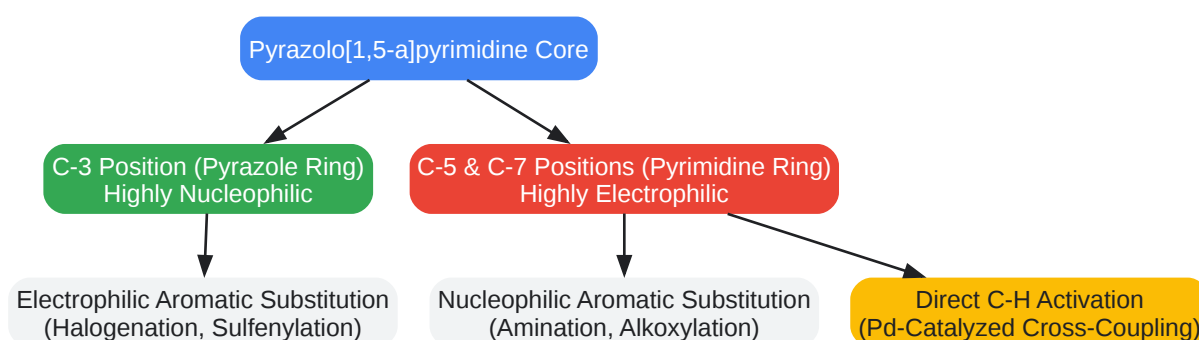 Pyrazolo[1,5-a]pyrimidine Core
C-3 Position (Pyrazole Ring)
Highly Nucleophilic
C-5 & C-7 Positions (Pyrimidine Ring)
Highly Electrophilic
Electrophilic Aromatic Substitution
(Halogenation, Sulfenylation)
Nucleophilic Aromatic Substitution
(Amination, Alkoxylation)
Direct C-H Activation
(Pd-Catalyzed Cross-Coupling)